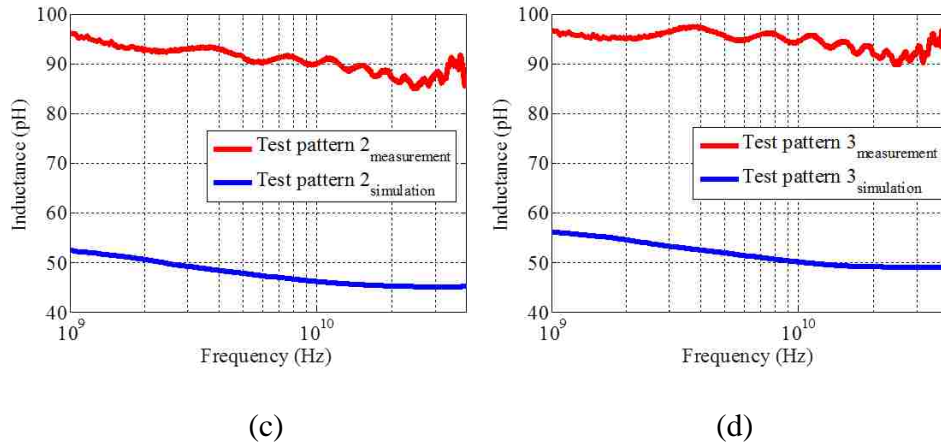 100
90
80
70
60
50
40
Inductance (pH)
Test pattern 2measurement
Test pattern 2simulation
10^9
10^10
Frequency (Hz)
(c)
100
90
80
70
60
50
40
Inductance (pH)
Test pattern 3measurement
Test pattern 3simulation
10^9
10^10
Frequency (Hz)
(d)